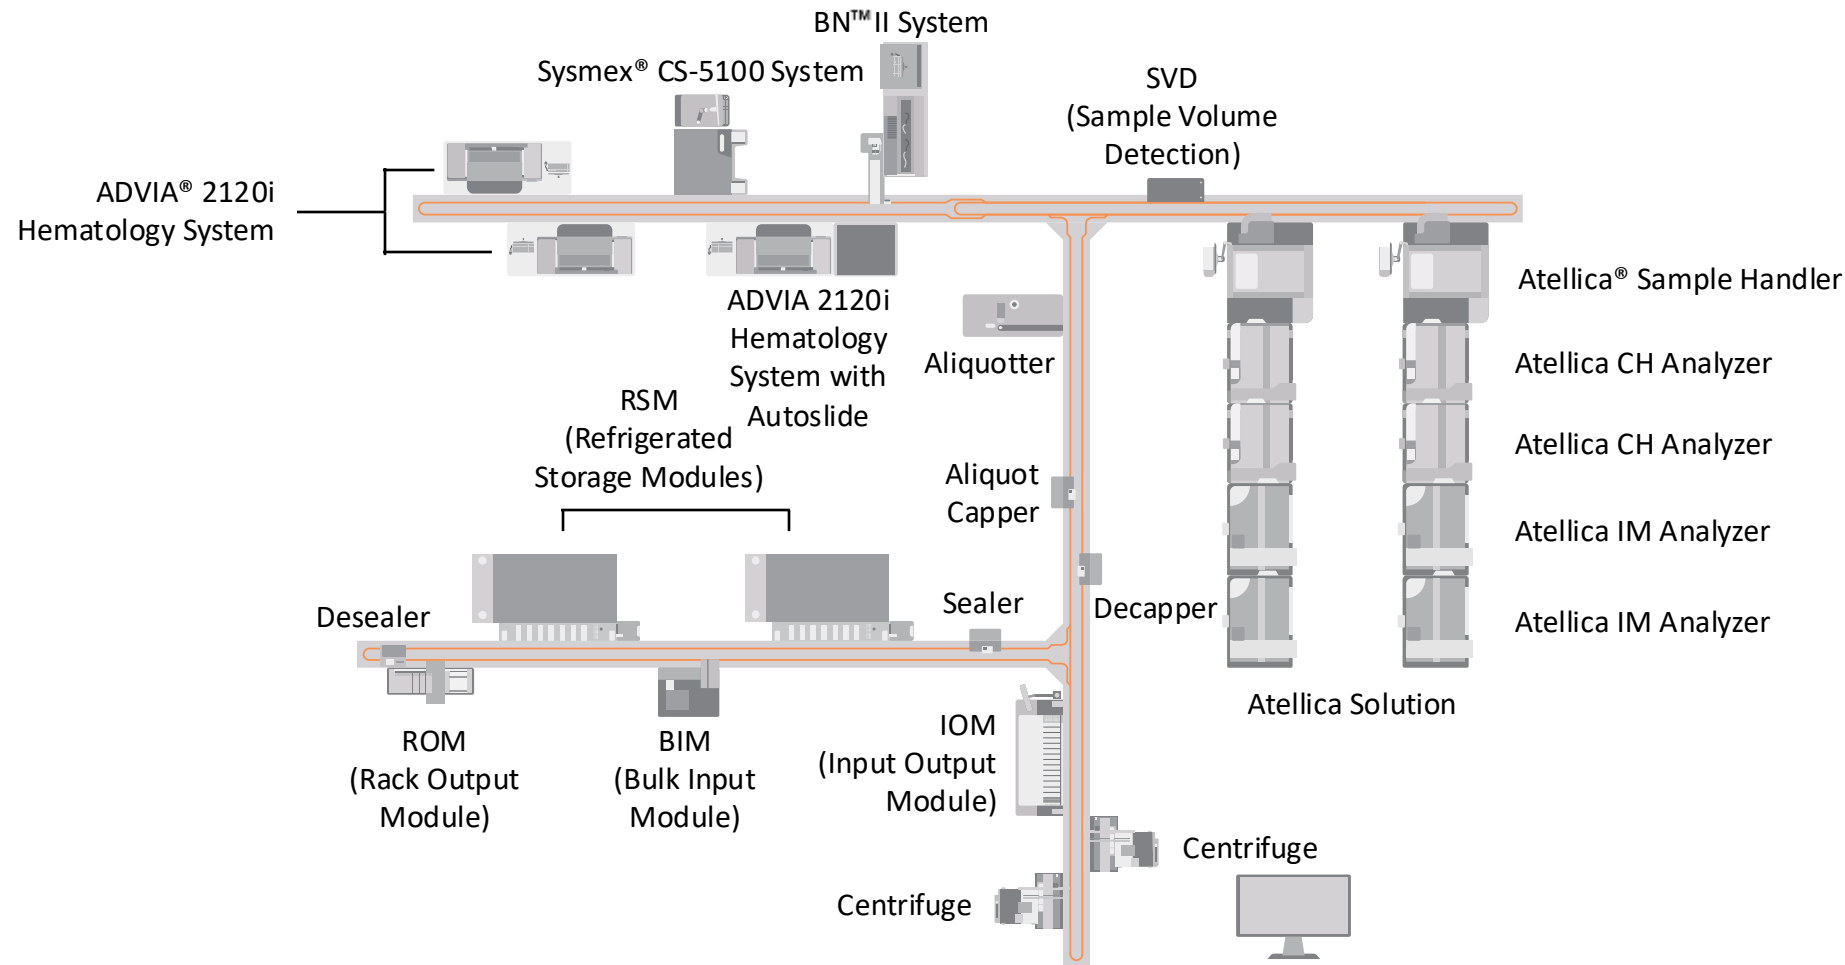 BN™II System
Sysmex® CS-5100 System
SVD
(Sample Volume
Detection)
ADVIA® 2120i
Hematology System
ADVIA 2120i
Hematology
System with
Autoslide
Atellica® Sample Handler
Aliquotter
Atellica CH Analyzer
RSM
(Refrigerated
Storage Modules)
Atellica CH Analyzer
Aliquot
Capper
Atellica IM Analyzer
Desealer
Sealer
Decapper
Atellica IM Analyzer
Atellica Solution
ROM
(Rack Output
Module)
BIM
(Bulk Input
Module)
IOM
(Input Output
Module)
Centrifuge
Centrifuge